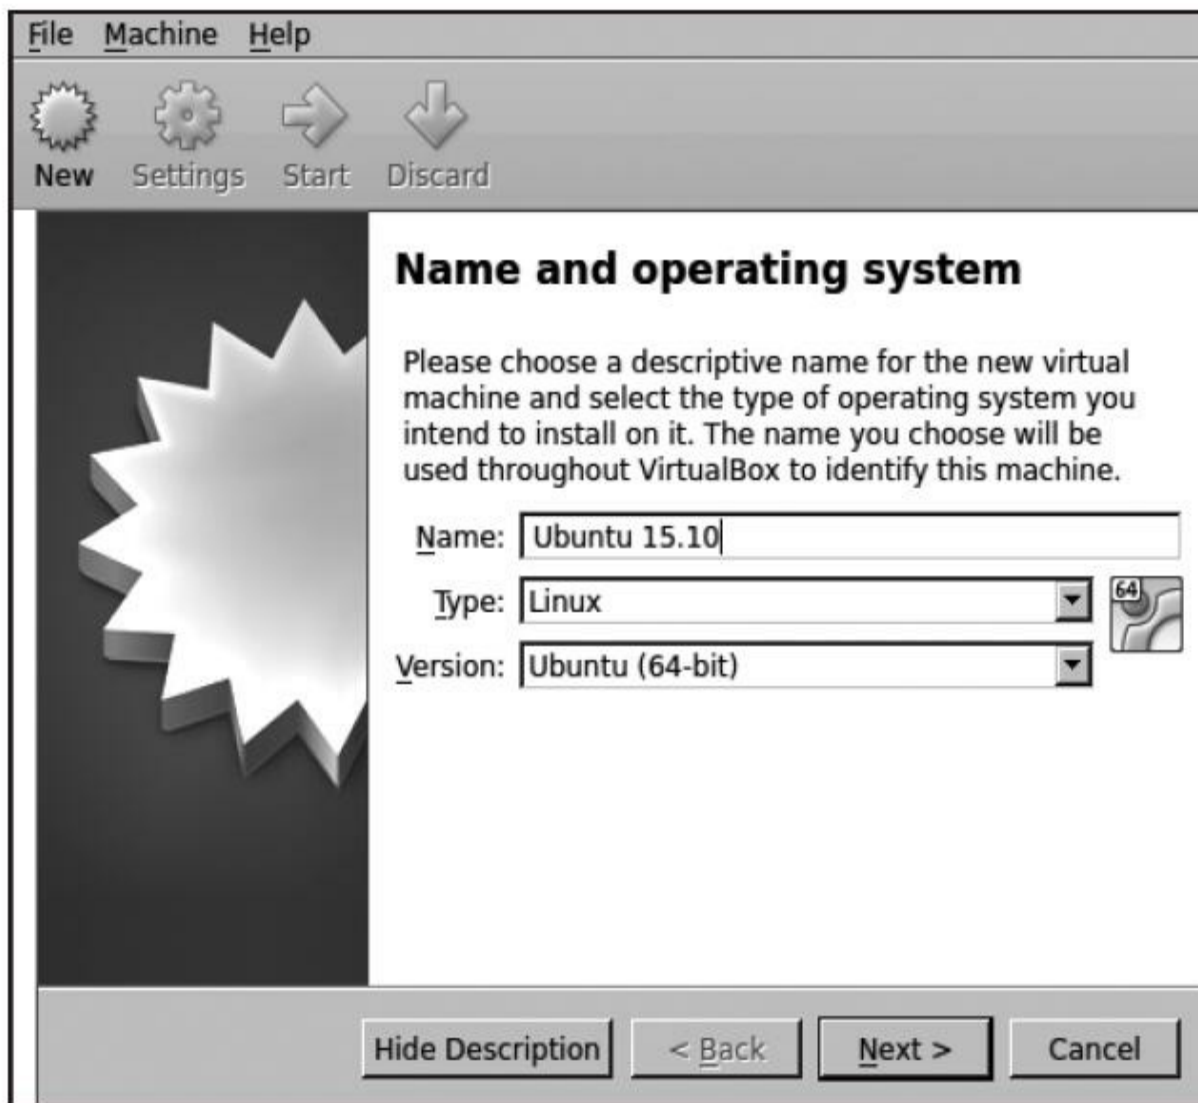 File Machine Help
New Settings Start Discard
Name and operating system
Please choose a descriptive name for the new virtual
machine and select the type of operating system you
intend to install on it. The name you choose will be
used throughout VirtualBox to identify this machine.
Name: Ubuntu 15.10
Type: Linux
64
Version: Ubuntu (64-bit)
Hide Description < Back Next > Cancel